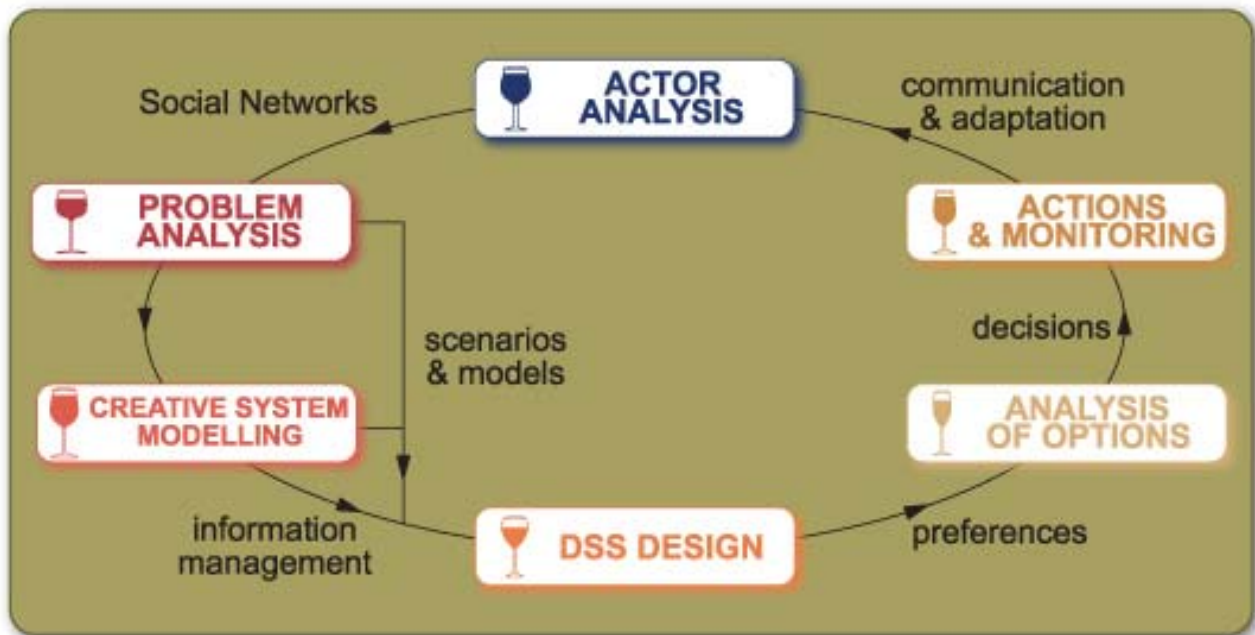 ACTOR
ANALYSIS
Social Networks
PROBLEM
ANALYSIS
scenarios
& models
CREATIVE SYSTEM
MODELLING
information
management
DSS DESIGN
preferences
ANALYSIS
OF OPTIONS
decisions
ACTIONS
& MONITORING
communication
& adaptation